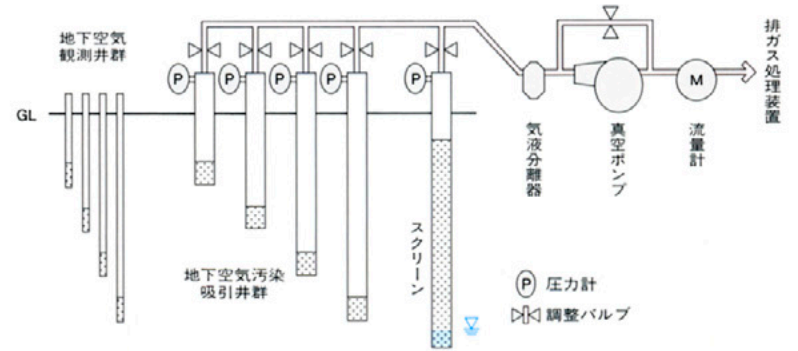 地下空気
観測井群
GL
P
P
P
P
P
M
排ガス処理装置
気液分離器
真空ポンプ
流量計
スクリーン
地下空気汚染
吸引井群
P 圧力計
調整バルブ